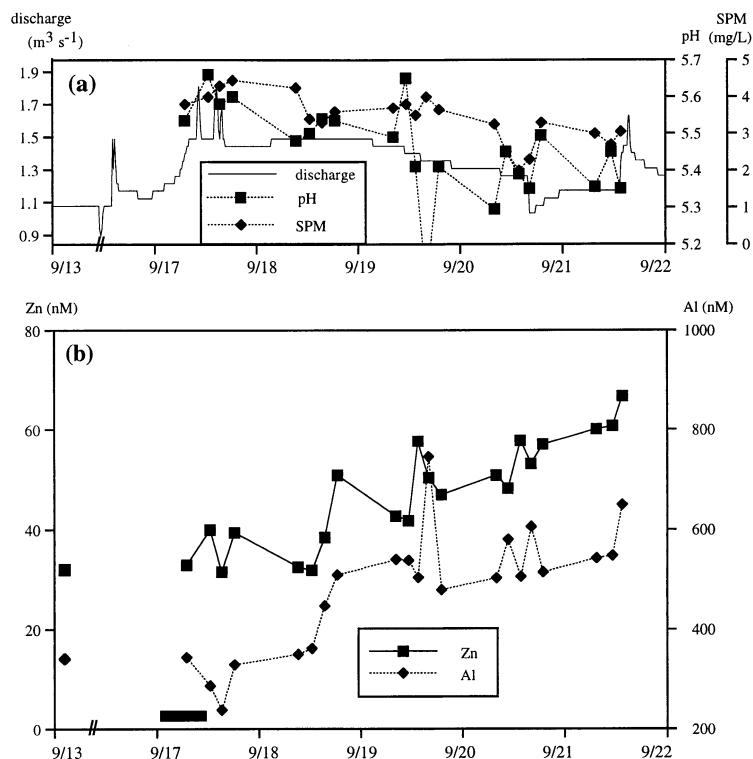 discharge
(m³ s⁻¹)
pH
SPM
(mg/L)
(a)
1.9
1.7
1.5
1.3
1.1
0.9
5.7
5.6
5.5
5.4
5.3
5.2
5
4
3
2
1
0
discharge
pH
SPM
9/13 9/17 9/18 9/19 9/20 9/21 9/22
Zn (nM)
Al (nM)
(b)
80
60
40
20
0
1000
800
600
400
200
Zn
Al
9/13 9/17 9/18 9/19 9/20 9/21 9/22